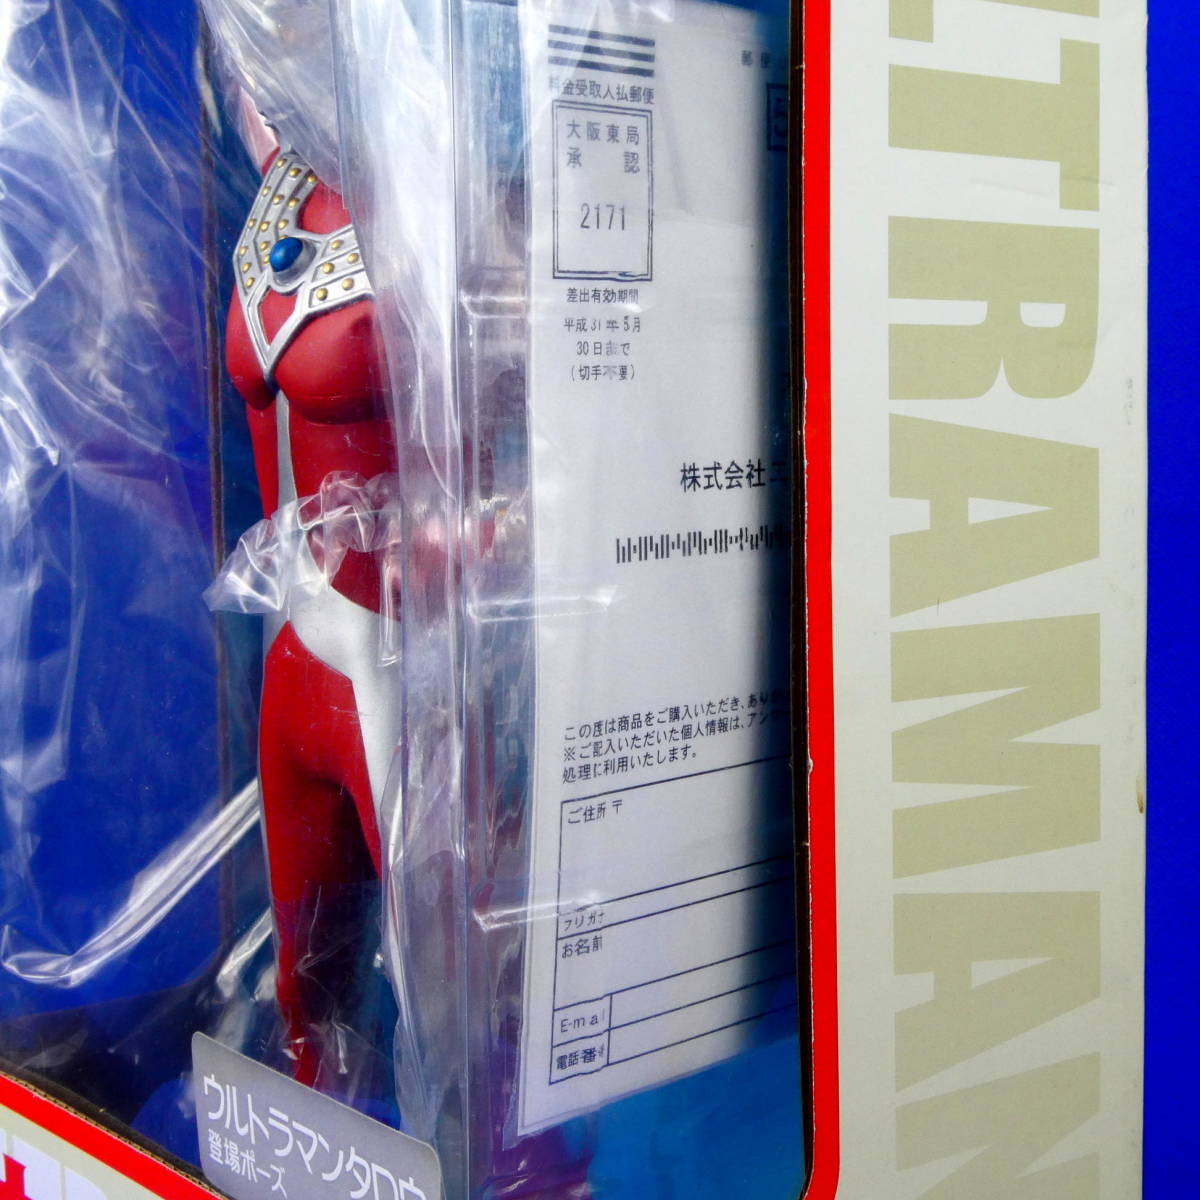 料金受取人払郵便
大阪東局
承認
2171
差出有効期間
平成31年5月
30日まで
(切手不要)
郵便
株式会社エ
この度は商品をご購入いただき、あり
※ご記入いただいた個人情報は、アン
処理に利用いたします。
ご住所 〒
フリガナ
お名前
E-mail
電話番号
ウルトラマンタロウ
登場ポーズ
LTRAMAN